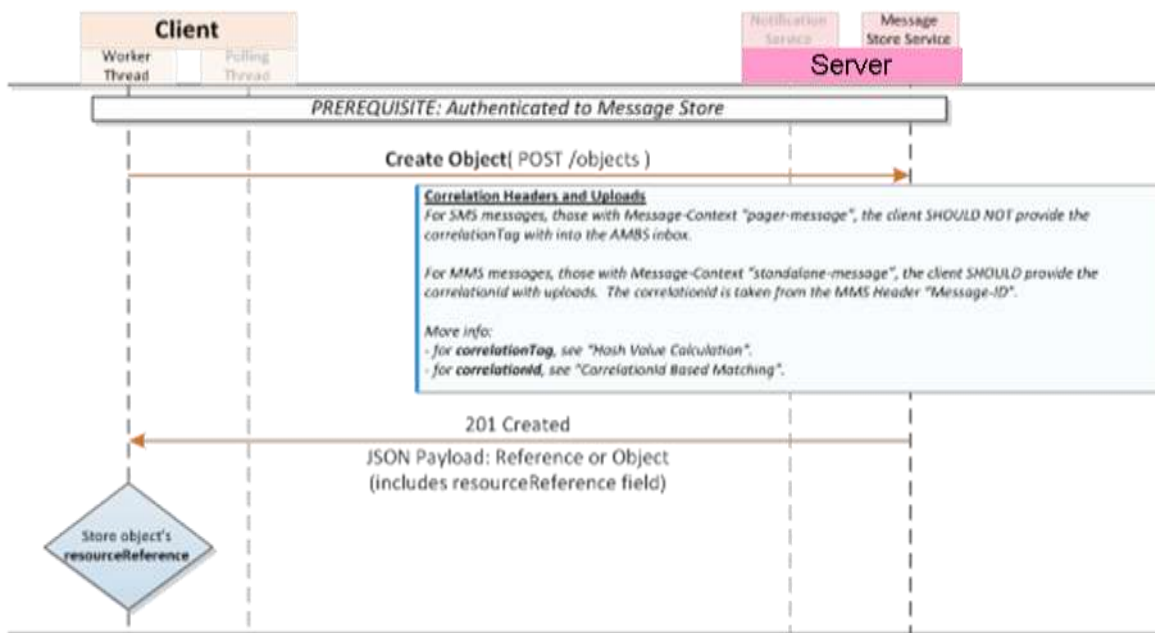 Client
Worker
Thread
Polling
Thread
Notification
Service
Message
Store Service
Server
PREREQUISITE: Authenticated to Message Store
Create Object( POST /objects )
Correlation Headers and Uploads
For SMS messages, those with Message-Context "pager-message", the client SHOULD NOT provide the
correlationTag with into the AMBS inbox.
For MMS messages, those with Message-Context "standalone-message", the client SHOULD provide the
correlationId with uploads. The correlationId is taken from the MMS Header "Message-ID".
More info:
- for correlationTag, see "Hash Value Calculation".
- for correlationId, see "CorrelationId Based Matching".
201 Created
JSON Payload: Reference or Object
(includes resourceReference field)
Store object's
resourceReference